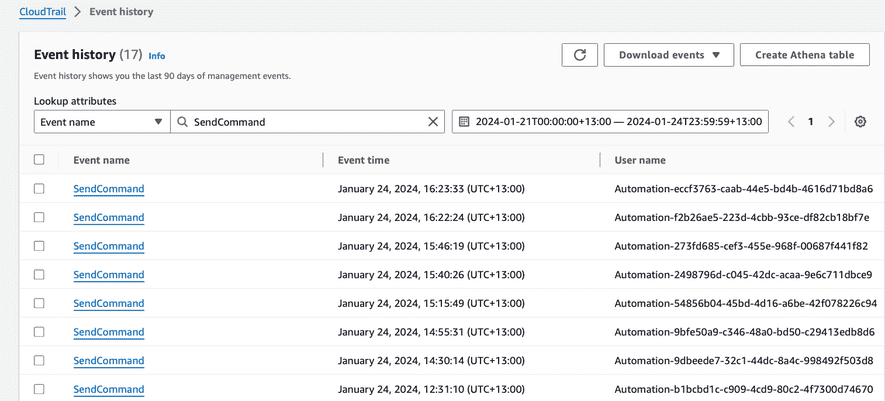 CloudTrail > Event history
Event history (17) Info
Download events
Create Athena table
Event history shows you the last 90 days of management events.
Lookup attributes
Event name
SendCommand
2024-01-21T00:00:00+13:00 — 2024-01-24T23:59:59+13:00
1
Event name Event time User name
SendCommand January 24, 2024, 16:23:33 (UTC+13:00) Automation-eccf3763-caab-44e5-bd4b-4616d71bd8a6
SendCommand January 24, 2024, 16:22:24 (UTC+13:00) Automation-f2b26ae5-223d-4cbb-93ce-df82cb18bf7e
SendCommand January 24, 2024, 15:46:19 (UTC+13:00) Automation-273fd685-cef3-455e-968f-00687f441f82
SendCommand January 24, 2024, 15:40:26 (UTC+13:00) Automation-2498796d-c045-42dc-acaa-9e6c711dbce9
SendCommand January 24, 2024, 15:15:49 (UTC+13:00) Automation-54856b04-45bd-4d16-a6be-42f078226c94
SendCommand January 24, 2024, 14:55:31 (UTC+13:00) Automation-9bfe50a9-c346-48a0-bd50-c29413edb8d6
SendCommand January 24, 2024, 14:30:14 (UTC+13:00) Automation-9dbeede7-32c1-44dc-8a4c-998492f503d8
SendCommand January 24, 2024, 12:31:10 (UTC+13:00) Automation-b1bcbd1c-c909-4cd9-80c2-4f7300d74670